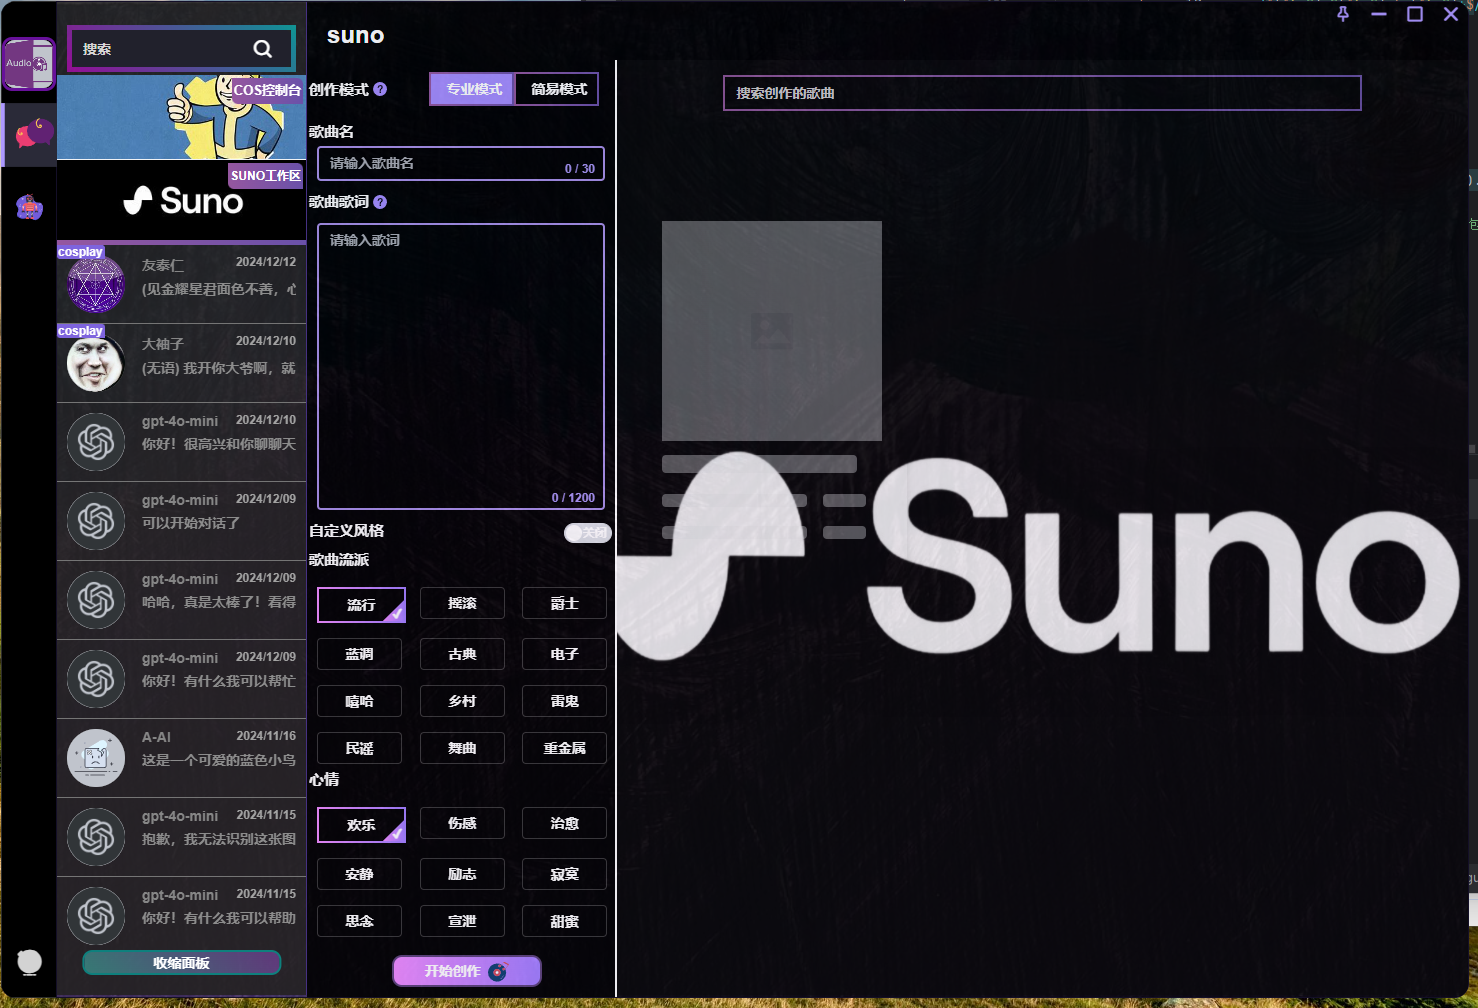 Audio
搜索
COS控制台
SUNO工作区
Suno
cosplay
友泰仁
2024/12/12
(见金耀星君面色不善，心
cosplay
大袖子
2024/12/10
(无语) 我开你大爷啊，就
gpt-4o-mini
2024/12/10
你好！很高兴和你聊聊天
gpt-4o-mini
2024/12/09
可以开始对话了
gpt-4o-mini
2024/12/09
哈哈，真是太棒了！看得
gpt-4o-mini
2024/12/09
你好！有什么我可以帮忙
A-AI
2024/11/16
这是一个可爱的蓝色小鸟
gpt-4o-mini
2024/11/15
抱歉，我无法识别这张图
gpt-4o-mini
2024/11/15
你好！有什么我可以帮助
收缩面板
suno
创作模式 ?
专业模式
简易模式
歌曲名
请输入歌曲名
0 / 30
歌曲歌词 ?
请输入歌词
0 / 1200
自定义风格
关闭
歌曲流派
流行
摇滚
爵士
蓝调
古典
电子
嘻哈
乡村
雷鬼
民谣
舞曲
重金属
心情
欢乐
伤感
治愈
安静
励志
寂寞
思念
宣泄
甜蜜
开始创作
搜索创作的歌曲
Suno